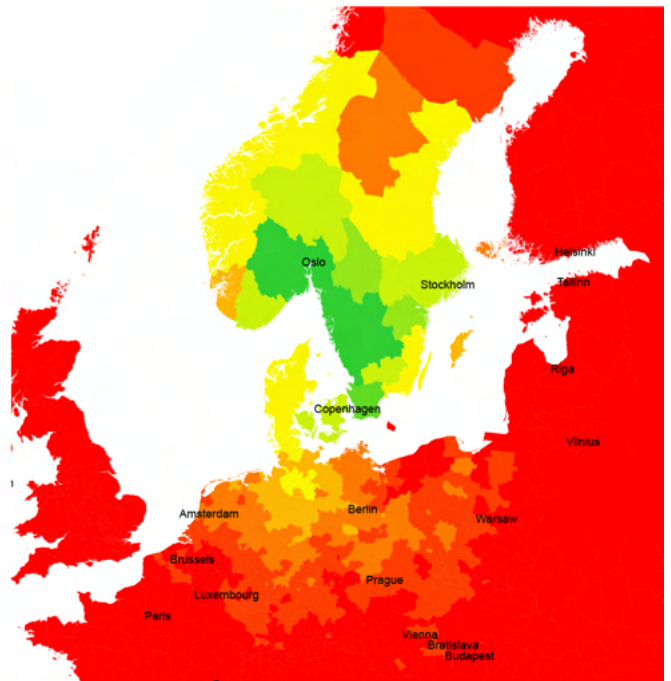 Helsinki
Oslo
Tallinn
Stockholm
Riga
Copenhagen
Vilnius
Berlin
Amsterdam
Warsaw
Brussels
Prague
Luxembourg
Paris
Vienna
Bratislava
Budapest